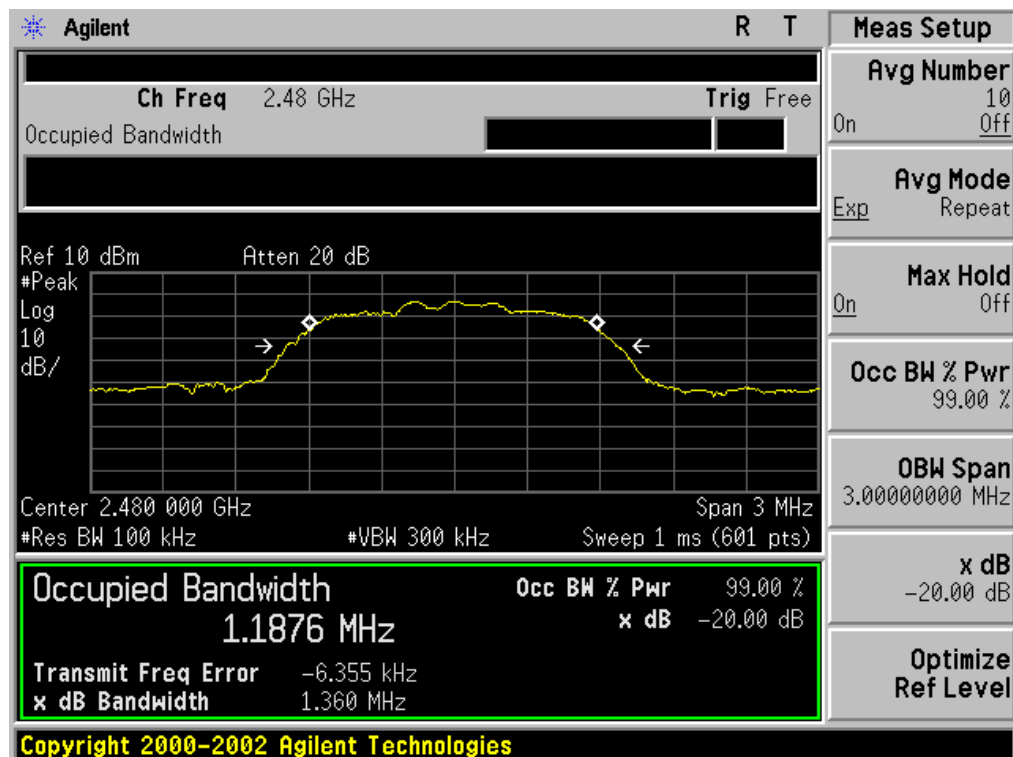 Agilent R T
Ch Freq 2.48 GHz Trig Free
Occupied Bandwidth
Ref 10 dBm Atten 20 dB
#Peak
Log
10
dB/
Center 2.480 000 GHz Span 3 MHz
#Res BW 100 kHz #VBW 300 kHz Sweep 1 ms (601 pts)
Occupied Bandwidth Occ BW % Pwr 99.00 %
1.1876 MHz x dB -20.00 dB
Transmit Freq Error -6.355 kHz
x dB Bandwidth 1.360 MHz
Copyright 2000-2002 Agilent Technologies
Meas Setup
Avg Number
10
On Off
Avg Mode
Exp Repeat
Max Hold
On Off
Occ BW % Pwr
99.00 %
OBW Span
3.00000000 MHz
x dB
-20.00 dB
Optimize
Ref Level